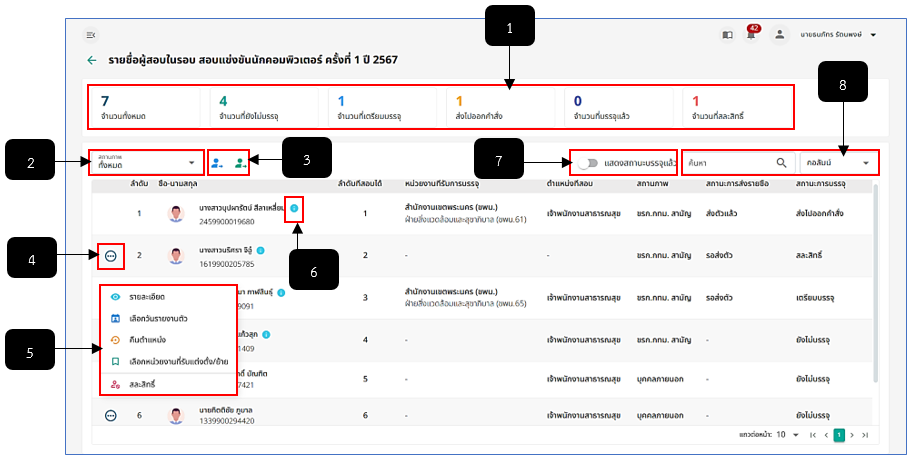 1
42
นายธนภัทร รัตนพงษ์
รายชื่อผู้สอบในรอบ สอบแข่งขันนักคอมพิวเตอร์ ครั้งที่ 1 ปี 2567
8
7
4
1
1
0
1
จำนวนทั้งหมด
จำนวนที่ยังไม่บรรจุ
จำนวนที่เตรียมบรรจุ
ส่งไปออกคำสั่ง
จำนวนที่บรรจุแล้ว
จำนวนที่สละสิทธิ์
2
สถานภาพ
ทั้งหมด
3
7
แสดงสถานะบรรจุแล้ว
ค้นหา
คอลัมน์
ลำดับ ชื่อ-นามสกุล ลำดับที่สอบได้ หน่วยงานที่รับการบรรจุ ตำแหน่งที่สอบ สถานภาพ สถานะการส่งรายชื่อ สถานะการบรรจุ
1 นางสาวบุปผารัตน์ ลีลาเหลี่ยม 1 สำนักงานเขตพระนคร (ขพน.) เจ้าพนักงานสาธารณสุข ขรก.กทม. สามัญ ส่งตัวแล้ว ส่งไปออกคำสั่ง
2459900019680 ฝ่ายสิ่งแวดล้อมและสุขาภิบาล (ขพน.61)
4
2 นางสาวนริศรา 2 - - ขรก.กทม. สามัญ รอส่งตัว สละสิทธิ์
1619900205785
6
รายละเอียด
เลือกวันรายงานตัว
คืนตำแหน่ง
เลือกหน่วยงานที่รับแต่งตั้ง/ย้าย
สละสิทธิ์
5
มา กาฬสินธุ์ 3 สำนักงานเขตพระนคร (ขพน.) เจ้าพนักงานสาธารณสุข ขรก.กทม. สามัญ รอส่งตัว เตรียมบรรจุ
9091 ฝ่ายสิ่งแวดล้อมและสุขาภิบาล (ขพน.65)
แก้วสุก 4 - เจ้าพนักงานสาธารณสุข ขรก.กทม. สามัญ - ยังไม่บรรจุ
1409
ดิ์ บัณฑิต 5 - เจ้าพนักงานสาธารณสุข บุคคลภายนอก - ยังไม่บรรจุ
7421
6 นายกิตติชัย ภูบาล 6 - เจ้าพนักงานสาธารณสุข บุคคลภายนอก - ยังไม่บรรจุ
1339900294420
แถวต่อหน้า: 10 1